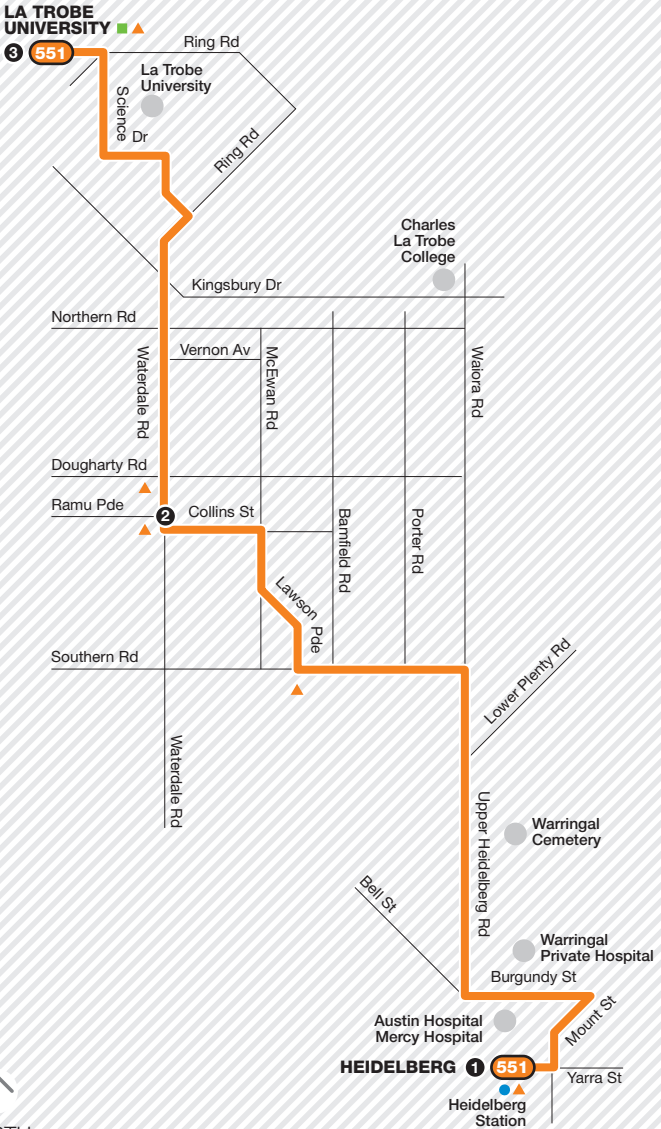 LA TROBE
UNIVERSITY
3 551
Ring Rd
La Trobe
University
Science
Dr
Ring Rd
Charles
La Trobe
College
Kingsbury Dr
Northern Rd
Vernon Av
Waterdale Rd
McEwan Rd
Waiora Rd
Dougharty Rd
Ramu Pde
2
Collins St
Bamfield Rd
Porter Rd
Lawson
Pde
Southern Rd
Lower Plenty Rd
Waterdale Rd
Upper Heidelberg Rd
Warringal
Cemetery
Bell St
Warringal
Private Hospital
Burgundy St
Mount St
Austin Hospital
Mercy Hospital
HEIDELBERG 1 551
Yarra St
Heidelberg
Station